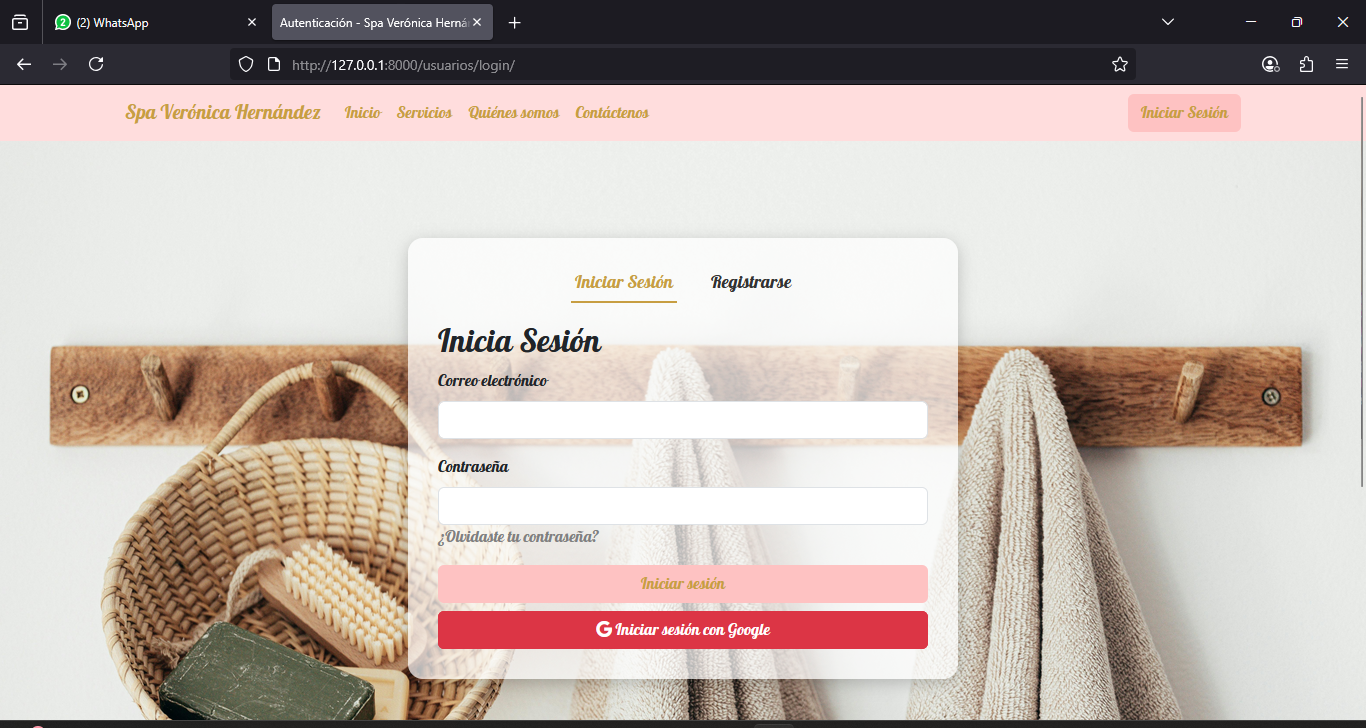 (2) WhatsApp
Autenticación - Spa Verónica Herná
http://127.0.0.1:8000/usuarios/login/
Spa Verónica Hernández Inicio Servicios Quiénes somos Contáctenos Iniciar Sesión
Iniciar Sesión Registrarse
Inicia Sesión
Correo electrónico
Contraseña
¿Olvidaste tu contraseña?
Iniciar sesión
G Iniciar sesión con Google